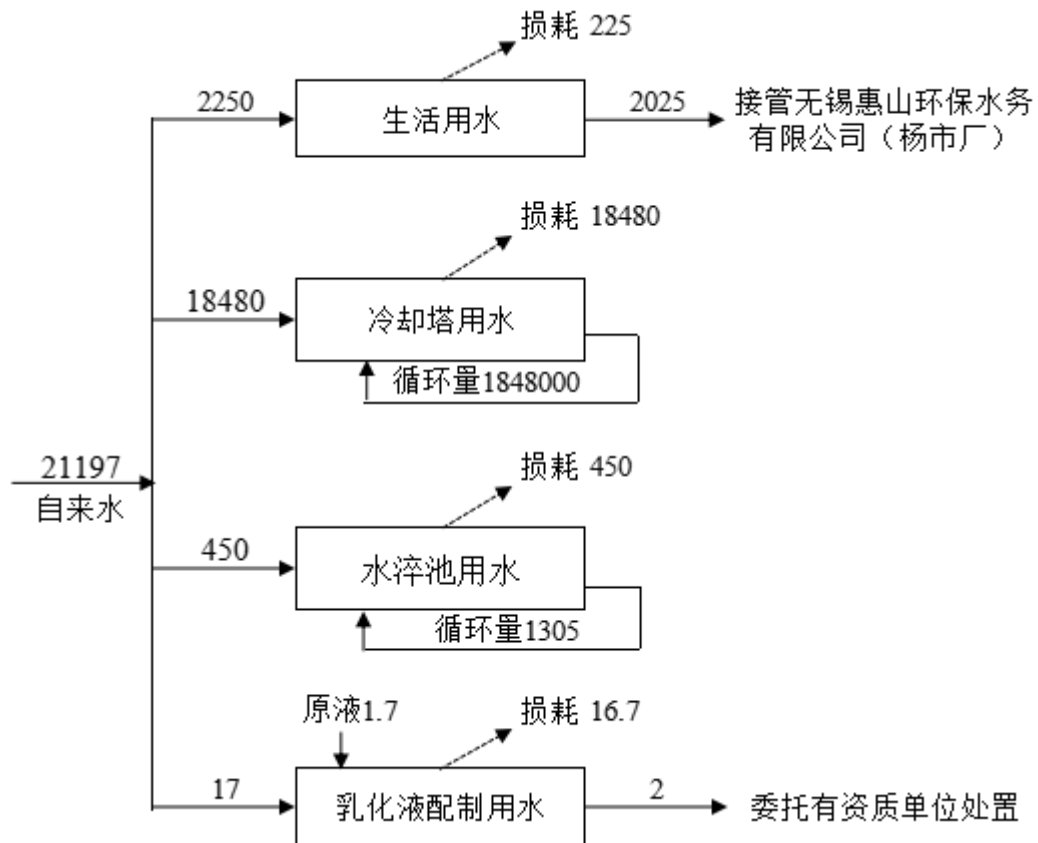 损耗 225
2250
生活用水
2025
接管无锡惠山环保水务
有限公司（杨市厂）
损耗 18480
18480
冷却塔用水
循环量1848000
21197
自来水
损耗 450
450
水淬池用水
循环量1305
原液1.7
损耗 16.7
17
乳化液配制用水
2
委托有资质单位处置